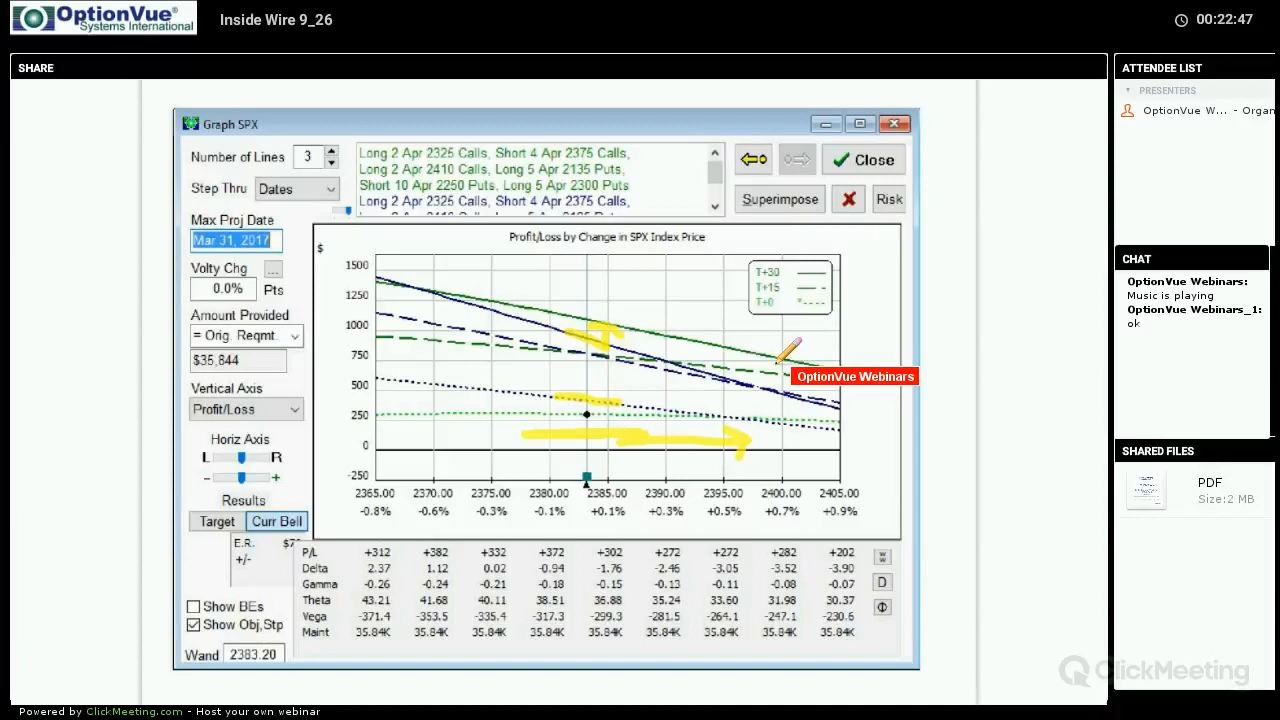 OptionVue
Systems International
Inside Wire 9_26
00:22:47
SHARE
Graph SPX
Number of Lines 3
Step Thru Dates
Max Proj Date
Mar 31, 2017
Volty Chg ...
0.0% Pts
Amount Provided
= Orig. Reqmt.
$35,844
Vertical Axis
Profit/Loss
Horiz Axis
L R
- +
Results
Target Curr Bell
E.R.
+/-
Show BEs
Show Obj,Stp
Wand 2383.20
Long 2 Apr 2325 Calls, Short 4 Apr 2375 Calls,
Long 2 Apr 2410 Calls, Long 5 Apr 2135 Puts,
Short 10 Apr 2250 Puts, Long 5 Apr 2300 Puts
Long 2 Apr 2325 Calls, Short 4 Apr 2375 Calls,
Close
Superimpose Risk
Profit/Loss by Change in SPX Index Price
$
1500
1250
1000
750
500
250
0
-250
T+30
T+15
T+0
OptionVue Webinars
2365.00 2370.00 2375.00 2380.00 2385.00 2390.00 2395.00 2400.00 2405.00
-0.8% -0.6% -0.3% -0.1% +0.1% +0.3% +0.5% +0.7% +0.9%
P/L +312 +382 +332 +372 +302 +272 +272 +282 +202
Delta 2.37 1.12 0.02 -0.94 -1.76 -2.46 -3.05 -3.52 -3.90
Gamma -0.26 -0.24 -0.21 -0.18 -0.15 -0.13 -0.11 -0.08 -0.07
Theta 43.21 41.68 40.11 38.51 36.88 35.24 33.60 31.98 30.37
Vega -371.4 -353.5 -335.4 -317.3 -299.3 -281.5 -264.1 -247.1 -230.6
Maint 35.84K 35.84K 35.84K 35.84K 35.84K 35.84K 35.84K 35.84K 35.84K
W
W
D
Φ
ATTENDEE LIST
PRESENTERS
OptionVue W... - Organ
CHAT
OptionVue Webinars:
Music is playing
OptionVue Webinars_1:
ok
SHARED FILES
PDF
Size:2 MB
ClickMeeting
Powered by ClickMeeting.com - Host your own webinar